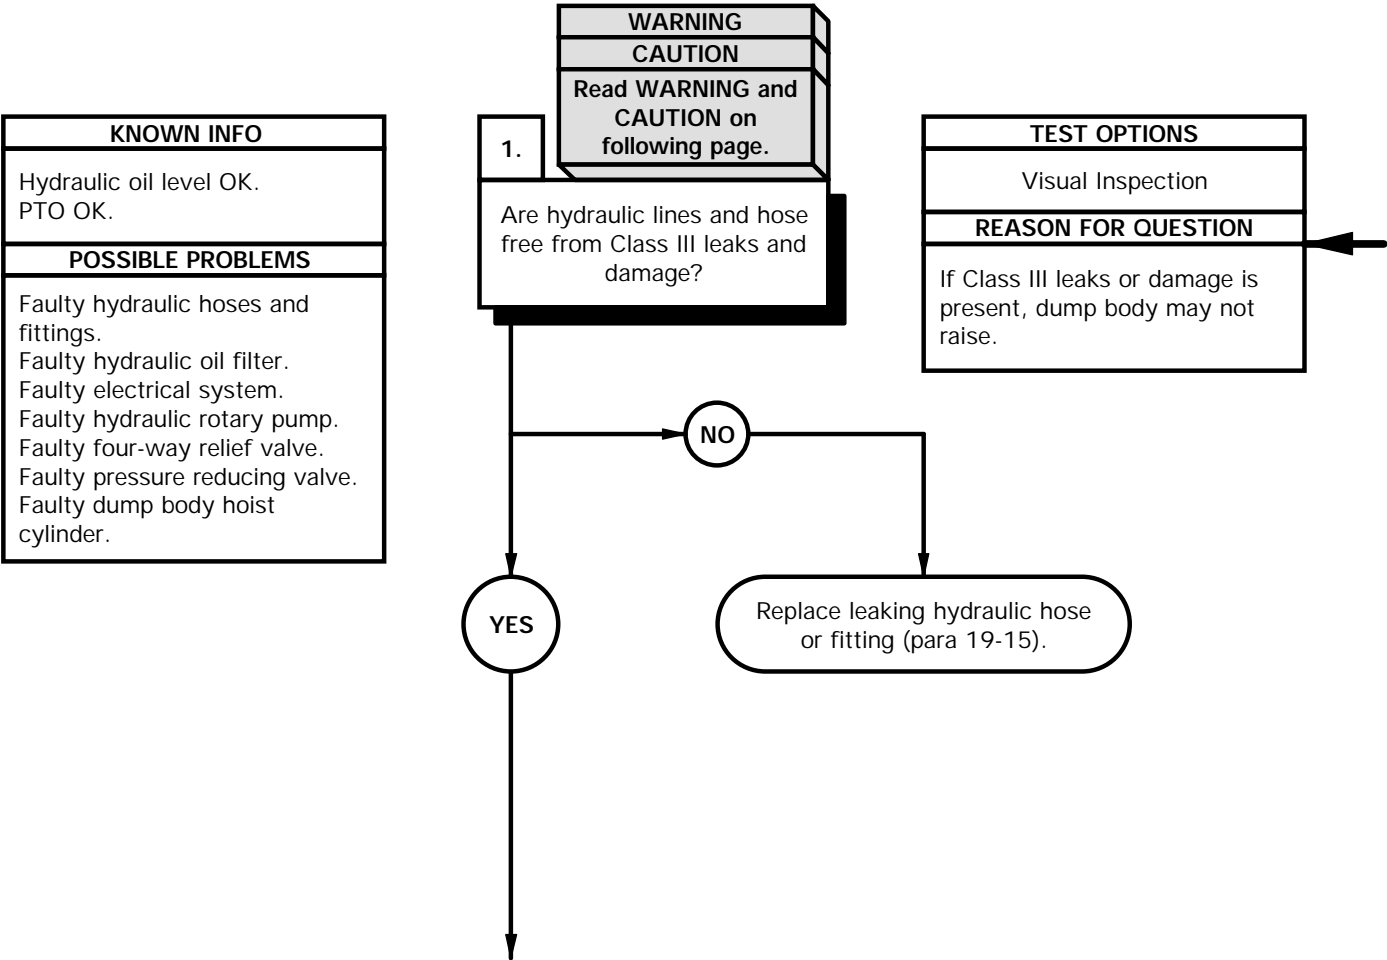 WARNING
CAUTION
Read WARNING and
CAUTION on
following page.
KNOWN INFO
Hydraulic oil level OK.
PTO OK.
POSSIBLE PROBLEMS
Faulty hydraulic hoses and
fittings.
Faulty hydraulic oil filter.
Faulty electrical system.
Faulty hydraulic rotary pump.
Faulty four-way relief valve.
Faulty pressure reducing valve.
Faulty dump body hoist
cylinder.
1.
Are hydraulic lines and hose
free from Class III leaks and
damage?
TEST OPTIONS
Visual Inspection
REASON FOR QUESTION
If Class III leaks or damage is
present, dump body may not
raise.
NO
YES
Replace leaking hydraulic hose
or fitting (para 19-15).